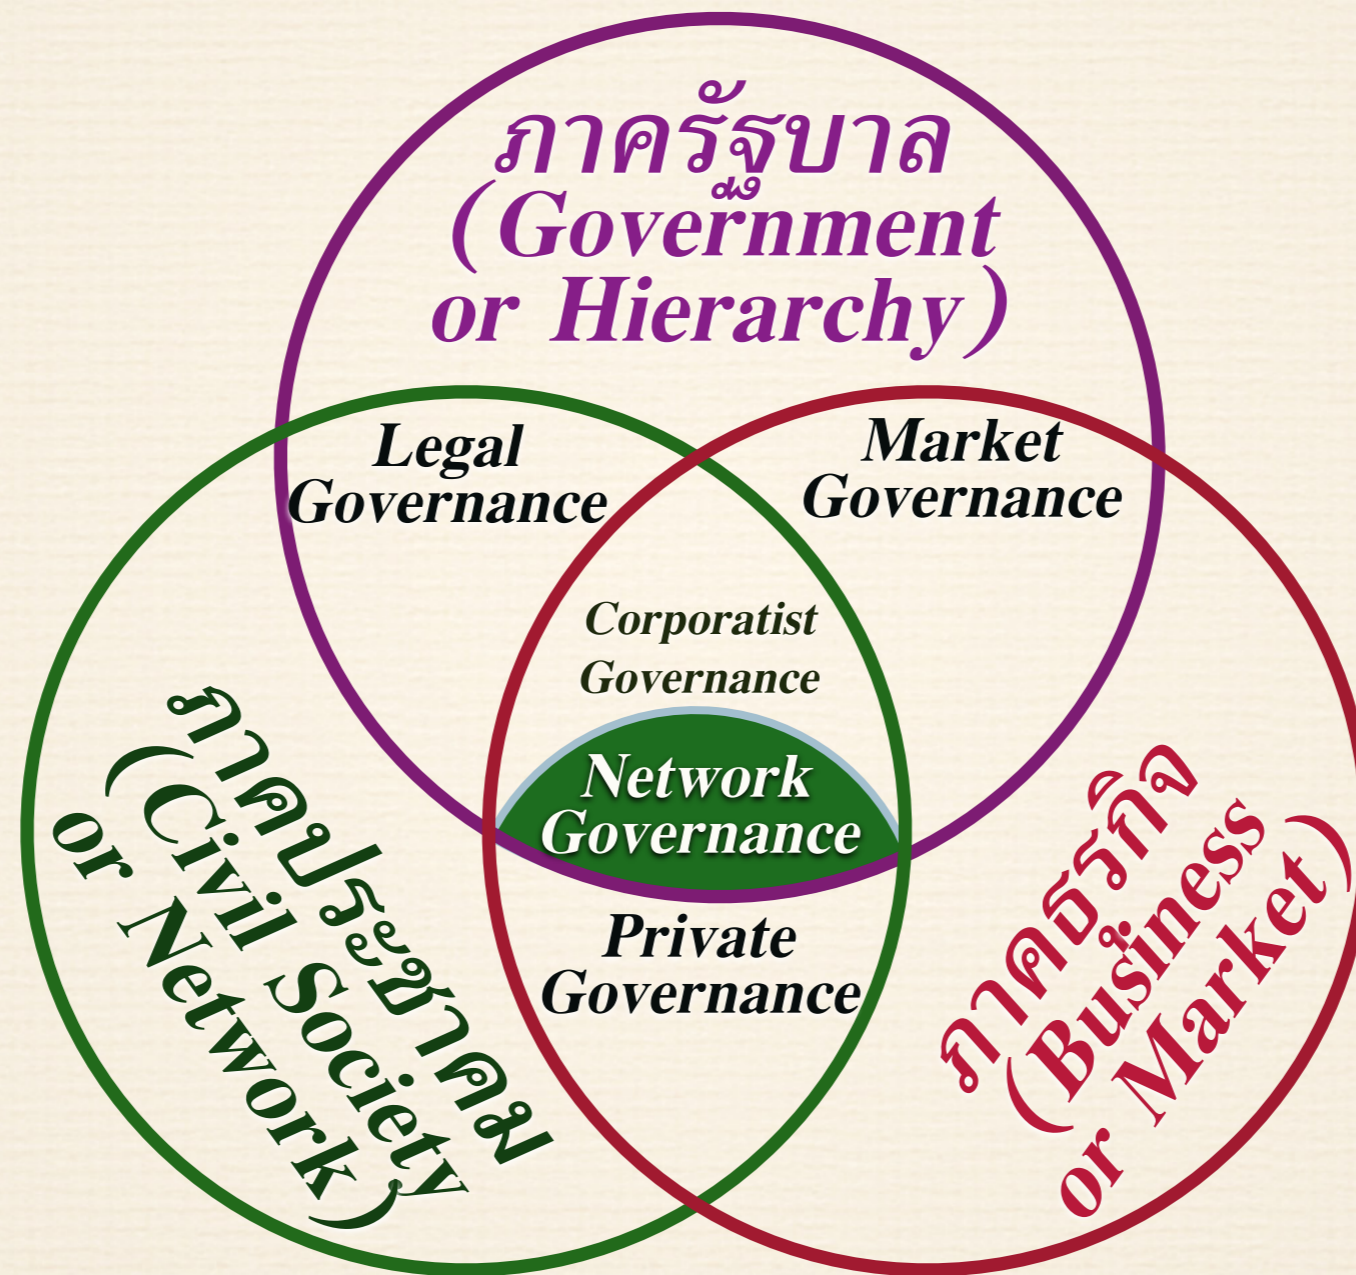 ภาครัฐบาล
(Government
or Hierarchy)
Legal
Governance
Market
Governance
Corporatist
Governance
Network
Governance
Private
Governance
ภาคประชาคม
(Civil Society
or Network)
ภาคธุรกิจ
(Business
or Market)